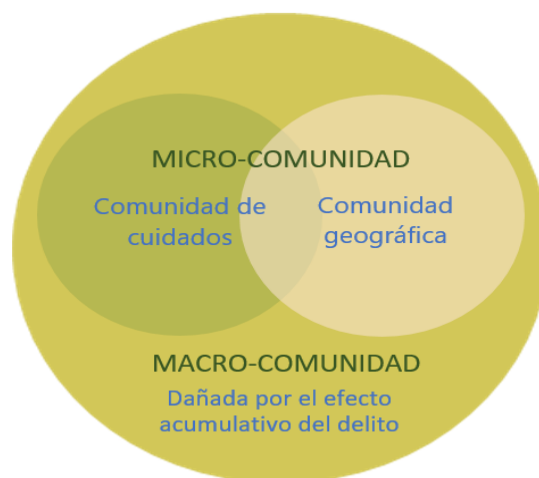 MICRO-COMUNIDAD
Comunidad de
cuidados
Comunidad
geográfica
MACRO-COMUNIDAD
Dañada por el efecto
acumulativo del delito